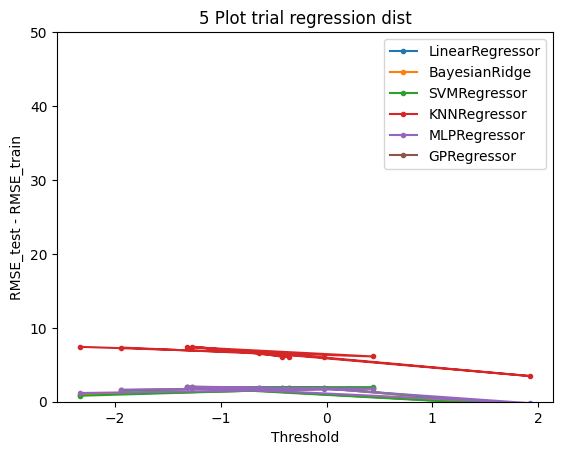 5 Plot trial regression dist
50
40
30
20
10
0
RMSE_test - RMSE_train
LinearRegressor
BayesianRidge
SVMRegressor
KNNRegressor
MLPRegressor
GPRegressor
−2
−1
0
1
2
Threshold